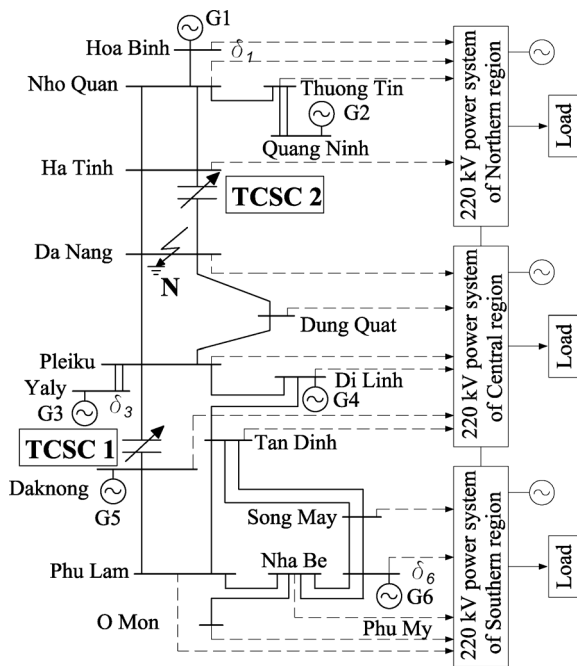 G1
Hoa Binh
δ1
Nho Quan
Thuong Tin
G2
Quang Ninh
Ha Tinh
TCSC 2
Da Nang
N
Dung Quat
Pleiku
Yaly
G3
δ3
Di Linh
G4
TCSC 1
Tan Dinh
Daknong
G5
Song May
Phu Lam
Nha Be
δ6
G6
O Mon
Phu My
220 kV power system
of Northern region
Load
220 kV power system
of Central region
Load
220 kV power system
of Southern region
Load